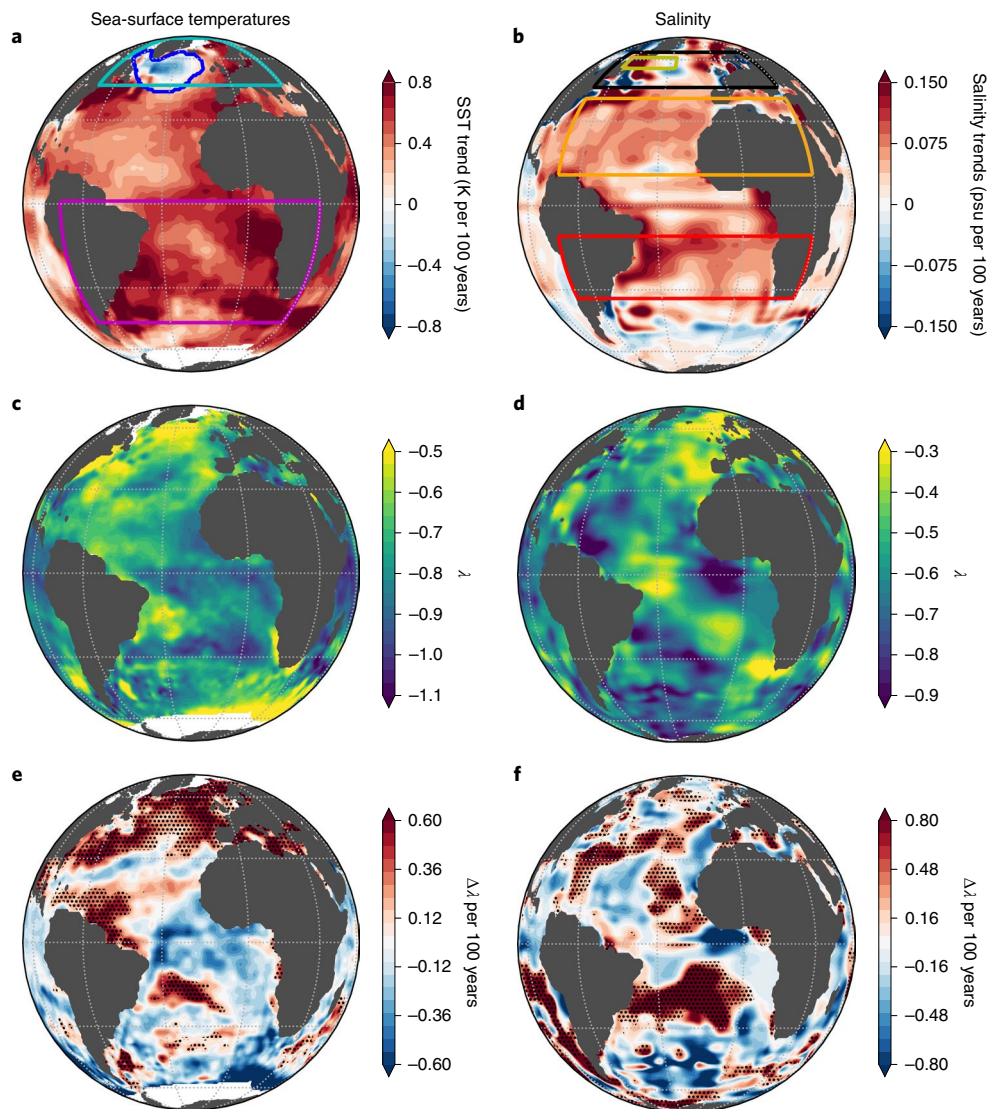 Sea-surface temperatures
Salinity
a
0.8
0.4
0
−0.4
−0.8
SST trend (K per 100 years)
b
0.150
0.075
0
−0.075
−0.150
Salinity trends (psu per 100 years)
c
−0.5
−0.6
−0.7
−0.8
−0.9
−1.0
−1.1
λ
d
−0.3
−0.4
−0.5
−0.6
−0.7
−0.8
−0.9
λ
e
0.60
0.36
0.12
−0.12
−0.36
−0.60
Δλ per 100 years
f
0.80
0.48
0.16
−0.16
−0.48
−0.80
Δλ per 100 years